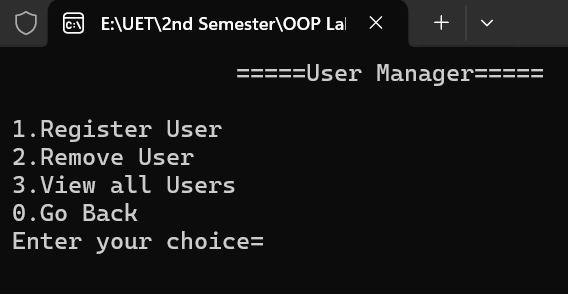 E:\UET\2nd Semester\OOP La
=====User Manager=====
1.Register User
2.Remove User
3.View all Users
0.Go Back
Enter your choice=